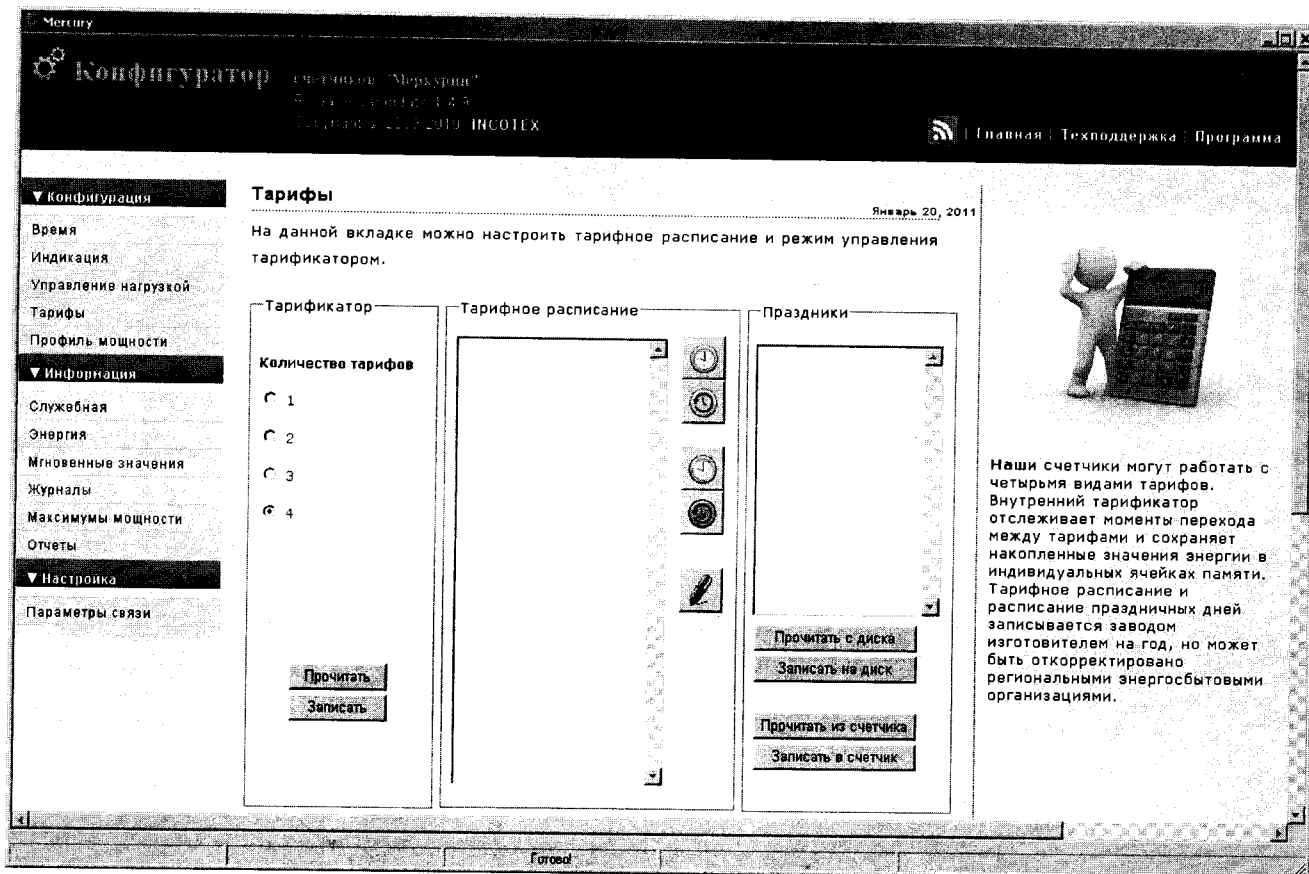 Mercury
Конфигуратор
счетчиков "Меркурий"
INCOTEX
Главная | Техподдержка | Программа
▼ Конфигурация
Время
Индикация
Управление нагрузкой
Тарифы
Профиль мощности
▼ Информация
Служебная
Энергия
Мгновенные значения
Журналы
Максимумы мощности
Отчеты
▼ Настройка
Параметры связи
Тарифы
Январь 20, 2011
На данной вкладке можно настроить тарифное расписание и режим управления
тарификатором.
Тарификатор
Количество тарифов
1
2
3
4
Прочитать
Записать
Тарифное расписание
Праздники
Прочитать с диска
Записать на диск
Прочитать из счетчика
Записать в счетчик
Наши счетчики могут работать с
четырьмя видами тарифов.
Внутренний тарификатор
отслеживает моменты перехода
между тарифами и сохраняет
накопленные значения энергии в
индивидуальных ячейках памяти.
Тарифное расписание и
расписание праздничных дней
записывается заводом
изготовителем на год, но может
быть откорректировано
региональными энергосбытовыми
организациями.
Готово!